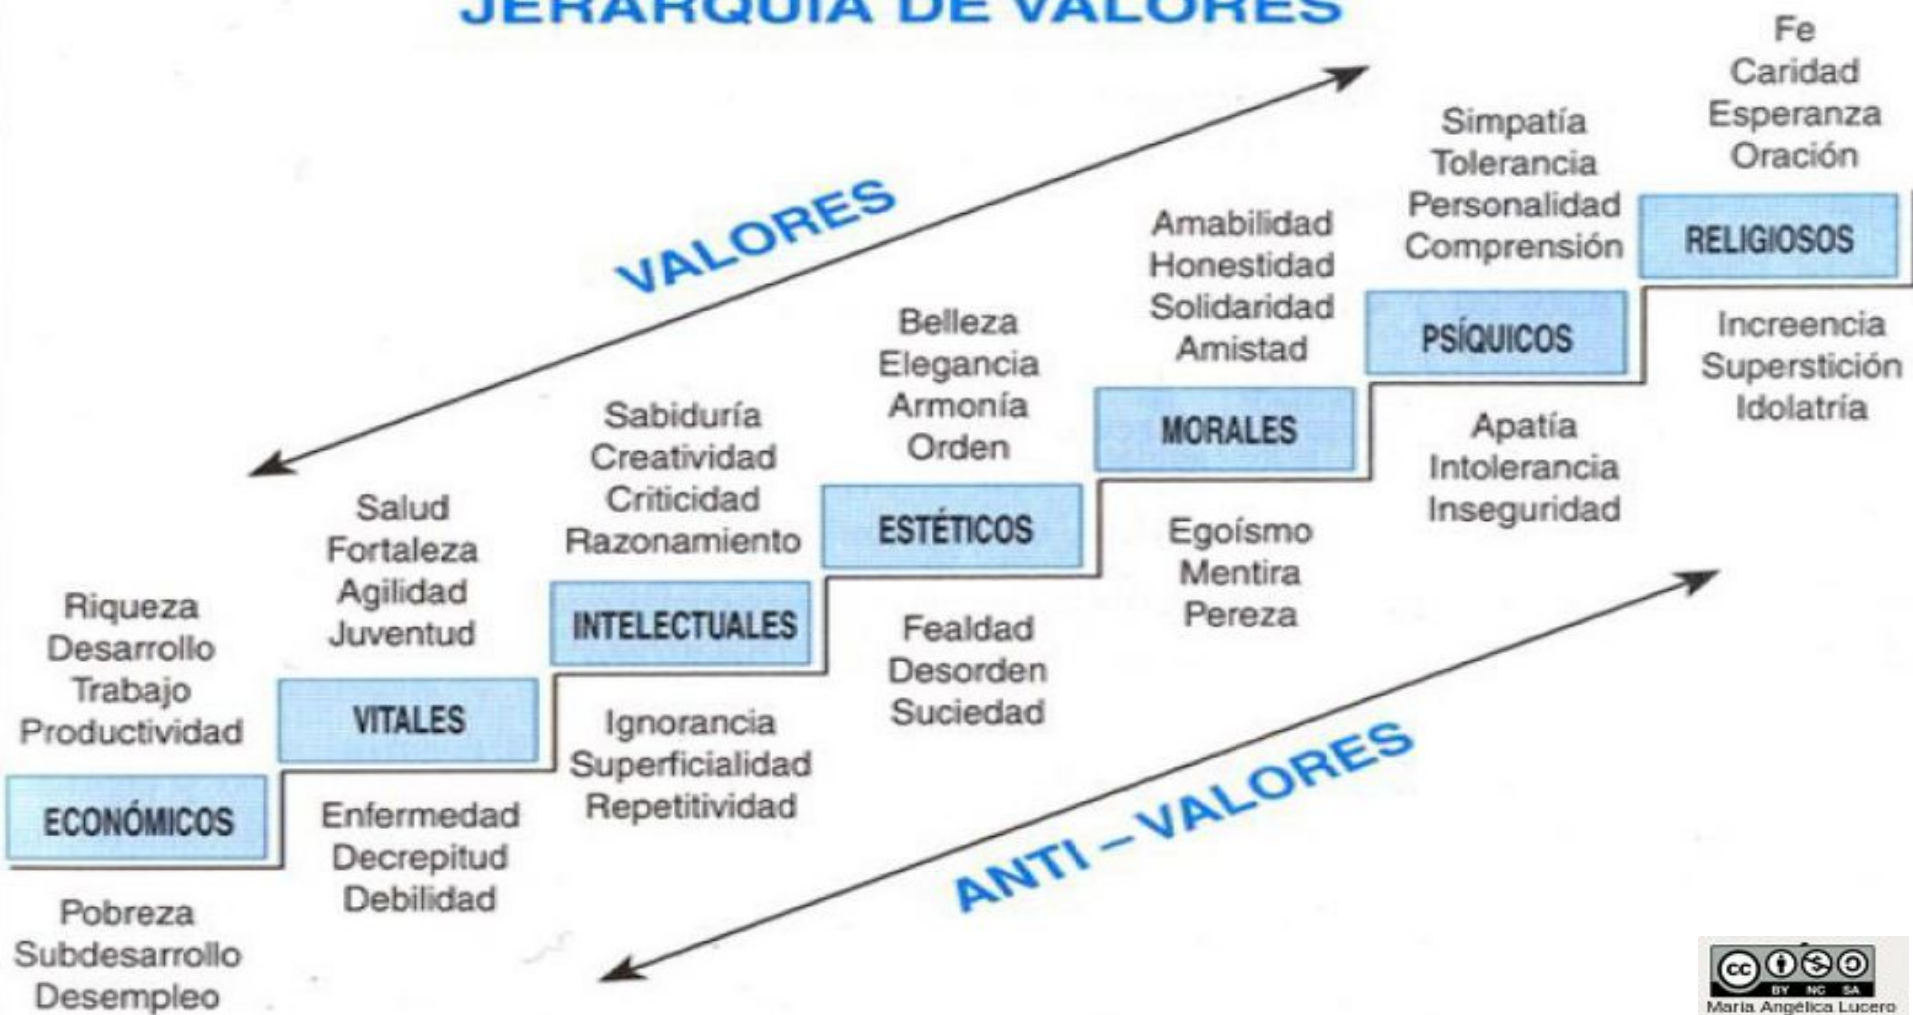 JERARQUÍA DE VALORES
VALORES
Riqueza
Desarrollo
Trabajo
Productividad
ECONÓMICOS
Pobreza
Subdesarrollo
Desempleo
Salud
Fortaleza
Agilidad
Juventud
VITALES
Enfermedad
Decrepitud
Debilidad
Sabiduría
Creatividad
Criticidad
Razonamiento
INTELECTUALES
Ignorancia
Superficialidad
Repetitividad
Belleza
Elegancia
Armonía
Orden
ESTÉTICOS
Fealdad
Desorden
Suciedad
Amabilidad
Honestidad
Solidaridad
Amistad
MORALES
Egoísmo
Mentira
Pereza
Simpatía
Tolerancia
Personalidad
Comprensión
PSÍQUICOS
Apatía
Intolerancia
Inseguridad
Fe
Caridad
Esperanza
Oración
RELIGIOSOS
Increencia
Superstición
Idolatría
ANTI – VALORES
cc
BY NC SA
María Angélica Lucero